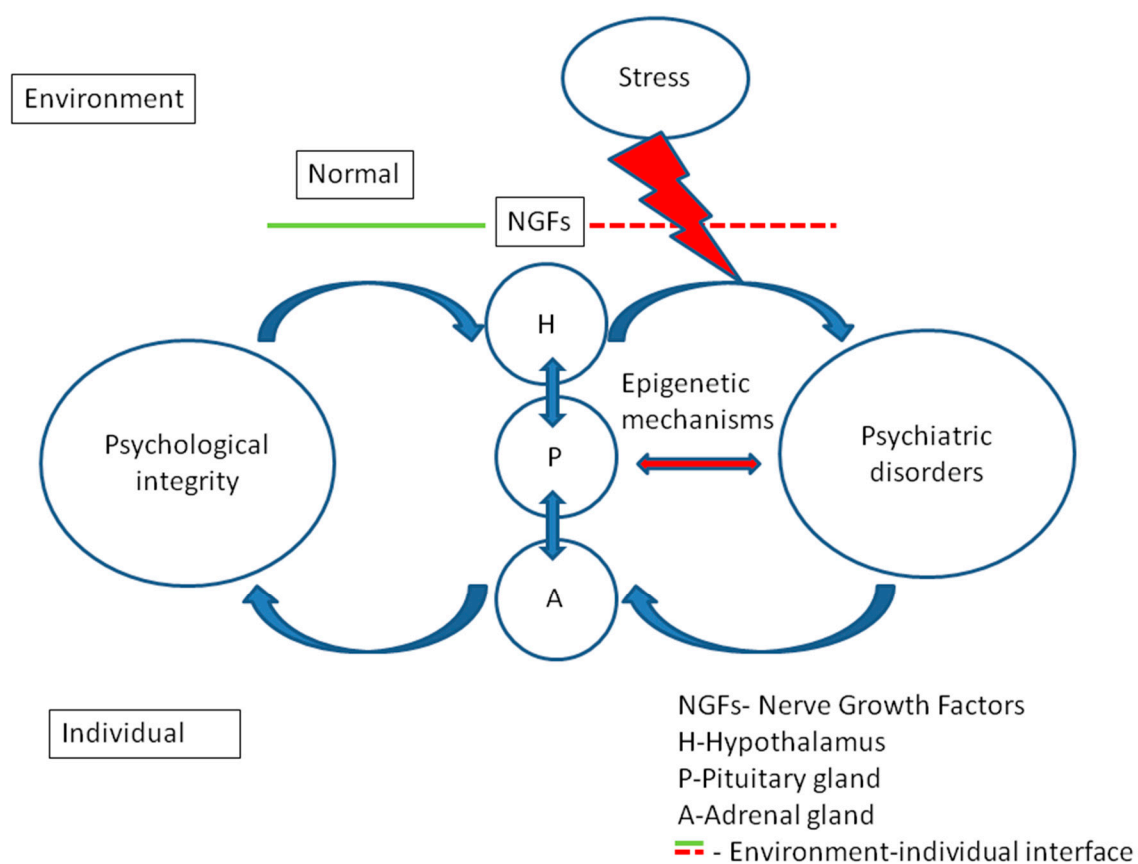 Stress
Environment
Normal
NGFs
H
Epigenetic
mechanisms
Psychological
integrity
P
Psychiatric
disorders
A
Individual
NGFs- Nerve Growth Factors
H-Hypothalamus
P-Pituitary gland
A-Adrenal gland
- Environment-individual interface